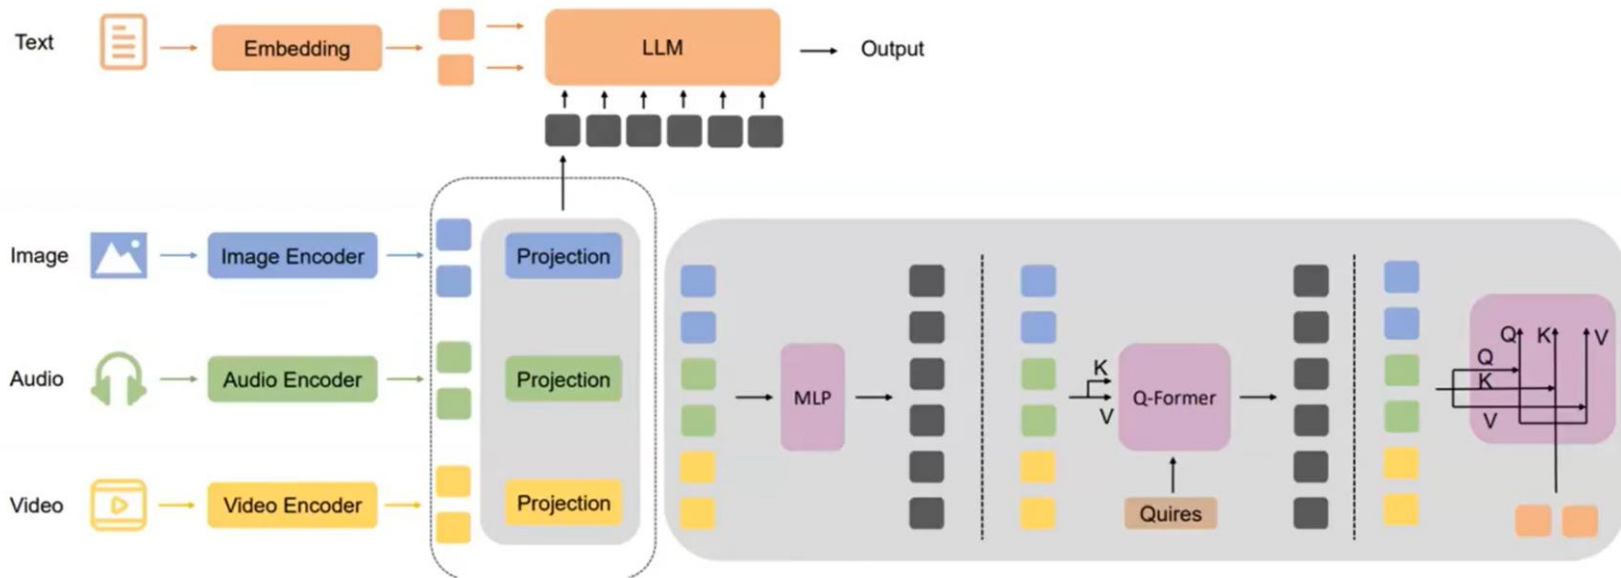 Text
Embedding
LLM
Output
Image
Image Encoder
Projection
Audio
Audio Encoder
Projection
Video
Video Encoder
Projection
MLP
K
V
Q-Former
Quires
Q
K
V
Q
K
V